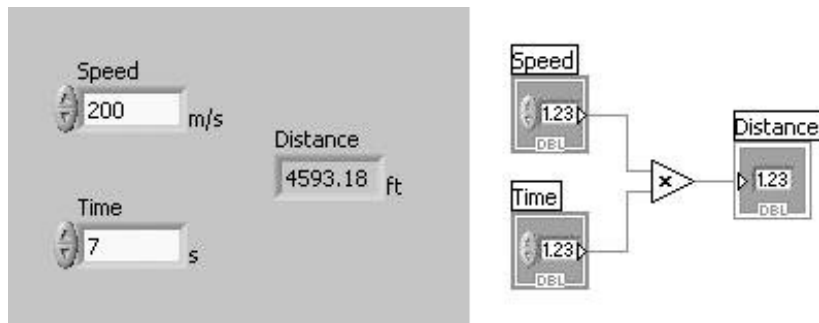 Speed
200 m/s
Distance
4593.18 ft
Time
7 s
Speed
1.23
DBL
Distance
1.23
DBL
Time
1.23
DBL